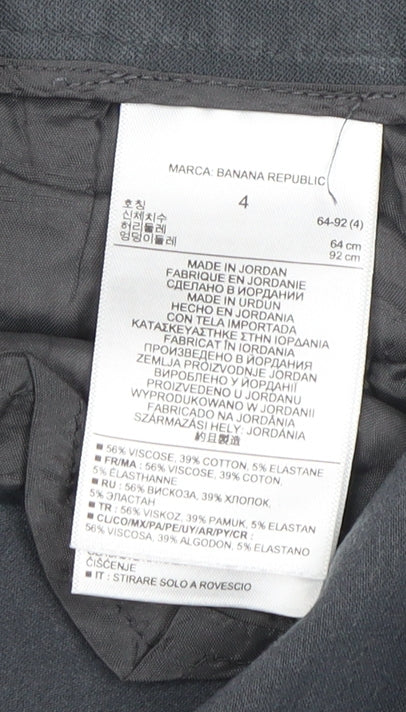 MARCA: BANANA REPUBLIC
4
호칭
신체치수 64-92 (4)
허리둘레 64 cm
엉덩이둘레 92 cm
MADE IN JORDAN
FABRIQUE EN JORDANIE
СДЕЛАНО В ИОРДАНИИ
MADE IN URDUN
HECHO EN JORDANIA
CON TELA IMPORTADA
ΚΑΤΑΣΚΕΥΑΣΤΗΚΕ ΣΤΗΝ ΙΟΡΔΑΝΙΑ
FABRICAT ÎN IORDANIA
ПРОИЗВЕДЕНО В ЙОРДАНИЯ
ZEMLJA PROIZVODNJE JORDAN
ВИРОБЛЕНО У ЙОРДАНІЇ
PROIZVEDENO U JORDANU
WYPRODUKOWANO W JORDANII
FABRICADO NA JORDÂNIA
SZÁRMAZÁSI HELY: JORDÁNIA
約旦製造
■ 56% VISCOSE, 39% COTTON, 5% ELASTANE
■ FR/MA : 56% VISCOSE, 39% COTON,
5% ÉLASTHANNE
■ RU : 56% ВИСКОЗА, 39% ХЛОПОК,
5% ЭЛАСТАН
■ TR : 56% VISKOZ, 39% PAMUK, 5% ELASTAN
■ CL/CO/MX/PA/PE/UY/AR/PY/CR :
56% VISCOSA, 39% ALGODON, 5% ELASTANO
ČIŠĆENJE
■ IT : STIRARE SOLO A ROVESCIO